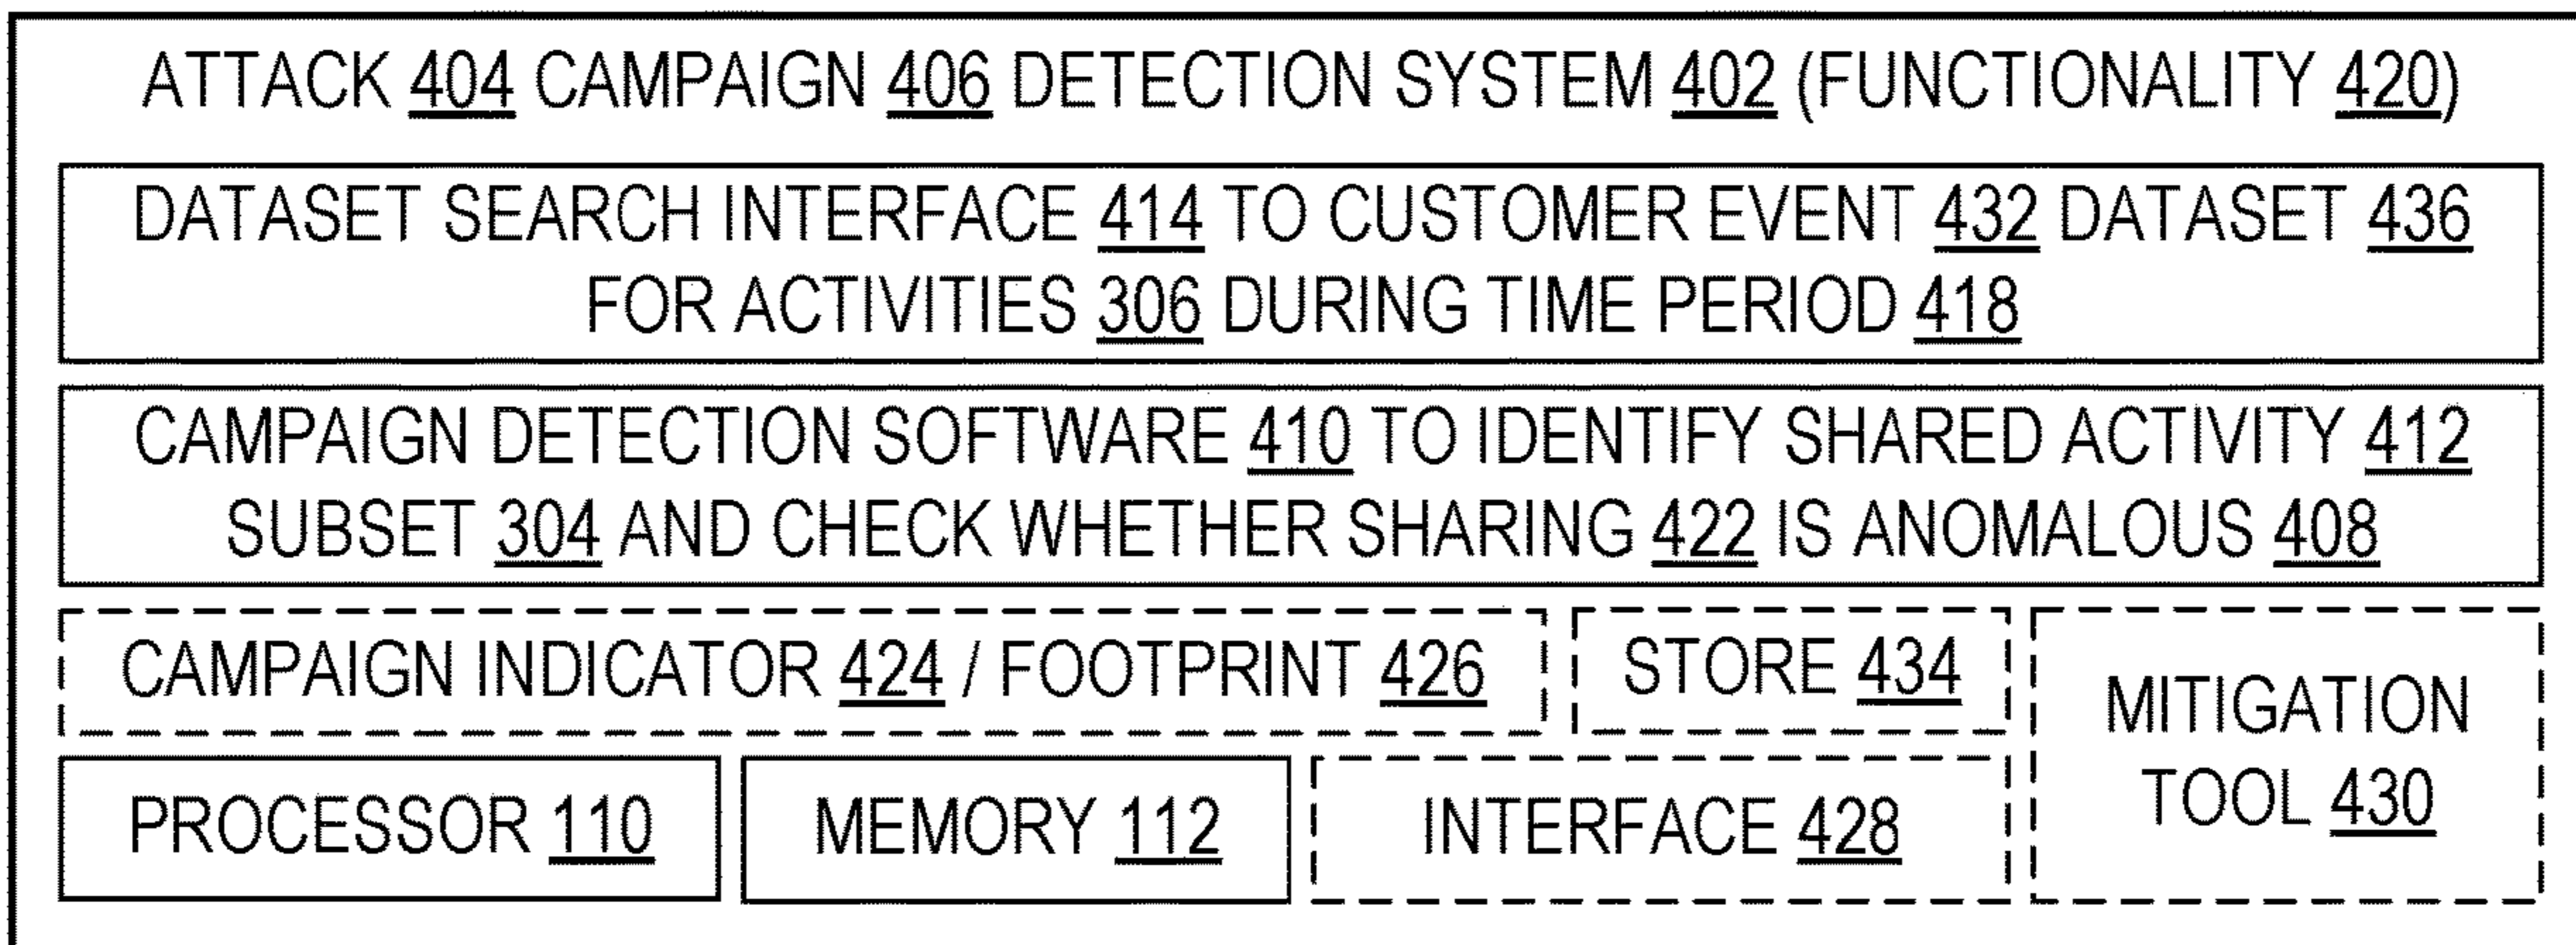 ATTACK 404 CAMPAIGN 406 DETECTION SYSTEM 402 (FUNCTIONALITY 420)
DATASET SEARCH INTERFACE 414 TO CUSTOMER EVENT 432 DATASET 436
FOR ACTIVITIES 306 DURING TIME PERIOD 418
CAMPAIGN DETECTION SOFTWARE 410 TO IDENTIFY SHARED ACTIVITY 412
SUBSET 304 AND CHECK WHETHER SHARING 422 IS ANOMALOUS 408
CAMPAIGN INDICATOR 424 / FOOTPRINT 426
STORE 434
MITIGATION
TOOL 430
PROCESSOR 110
MEMORY 112
INTERFACE 428